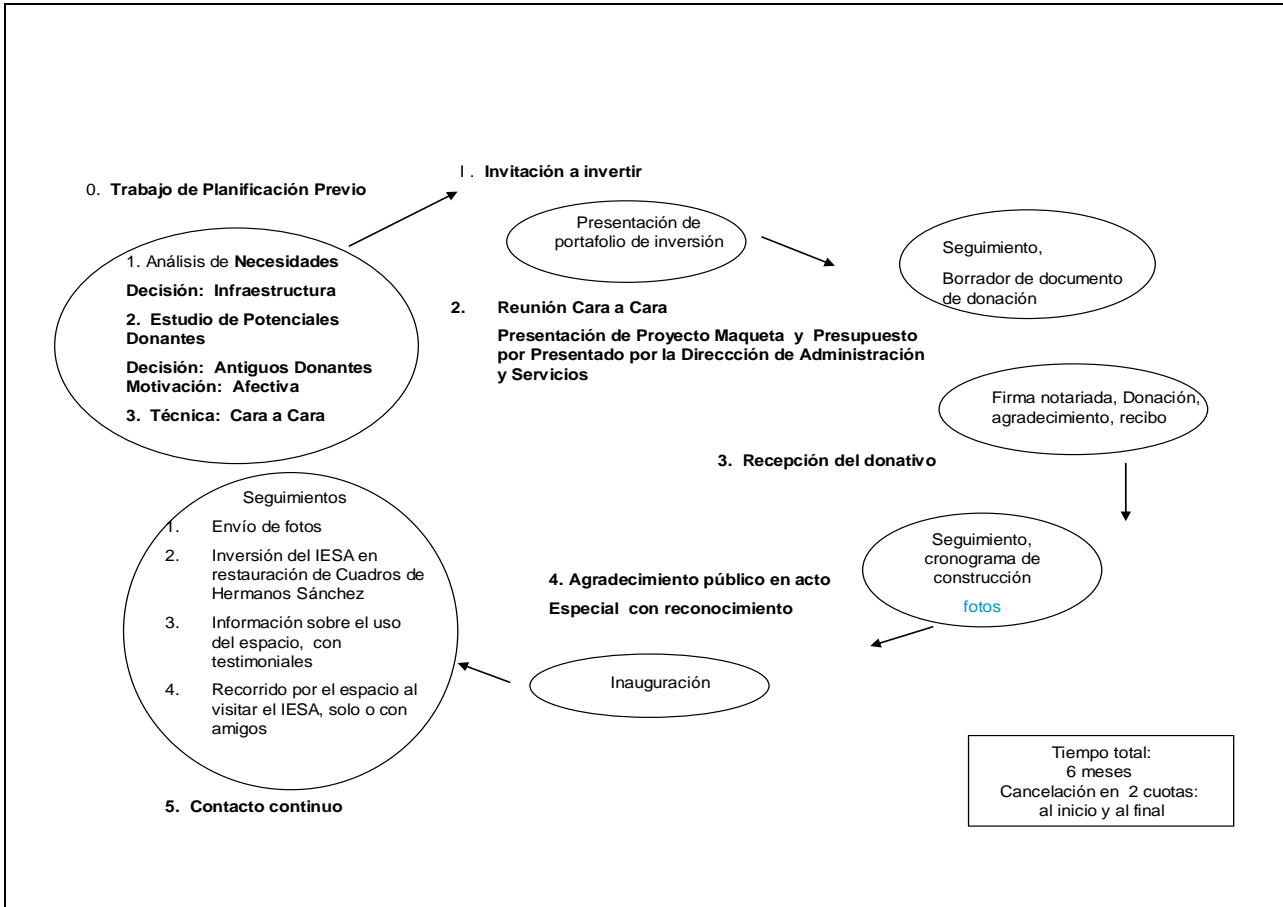 0. Trabajo de Planificación Previo
1. Análisis de Necesidades
Decisión: Infraestructura
2. Estudio de Potenciales
Donantes
Decisión: Antiguos Donantes
Motivación: Afectiva
3. Técnica: Cara a Cara
I . Invitación a invertir
Presentación de
portafolio de inversión
Seguimiento,
Borrador de documento
de donación
2. Reunión Cara a Cara
Presentación de Proyecto Maqueta y Presupuesto
por Presentado por la Direccción de Administración
y Servicios
Firma notariada, Donación,
agradecimiento, recibo
3. Recepción del donativo
Seguimiento,
cronograma de
construcción
fotos
4. Agradecimiento público en acto
Especial con reconocimiento
Inauguración
Seguimientos
1. Envío de fotos
2. Inversión del IESA en
restauración de Cuadros de
Hermanos Sánchez
3. Información sobre el uso
del espacio, con
testimoniales
4. Recorrido por el espacio al
visitar el IESA, solo o con
amigos
5. Contacto continuo
Tiempo total:
6 meses
Cancelación en 2 cuotas:
al inicio y al final